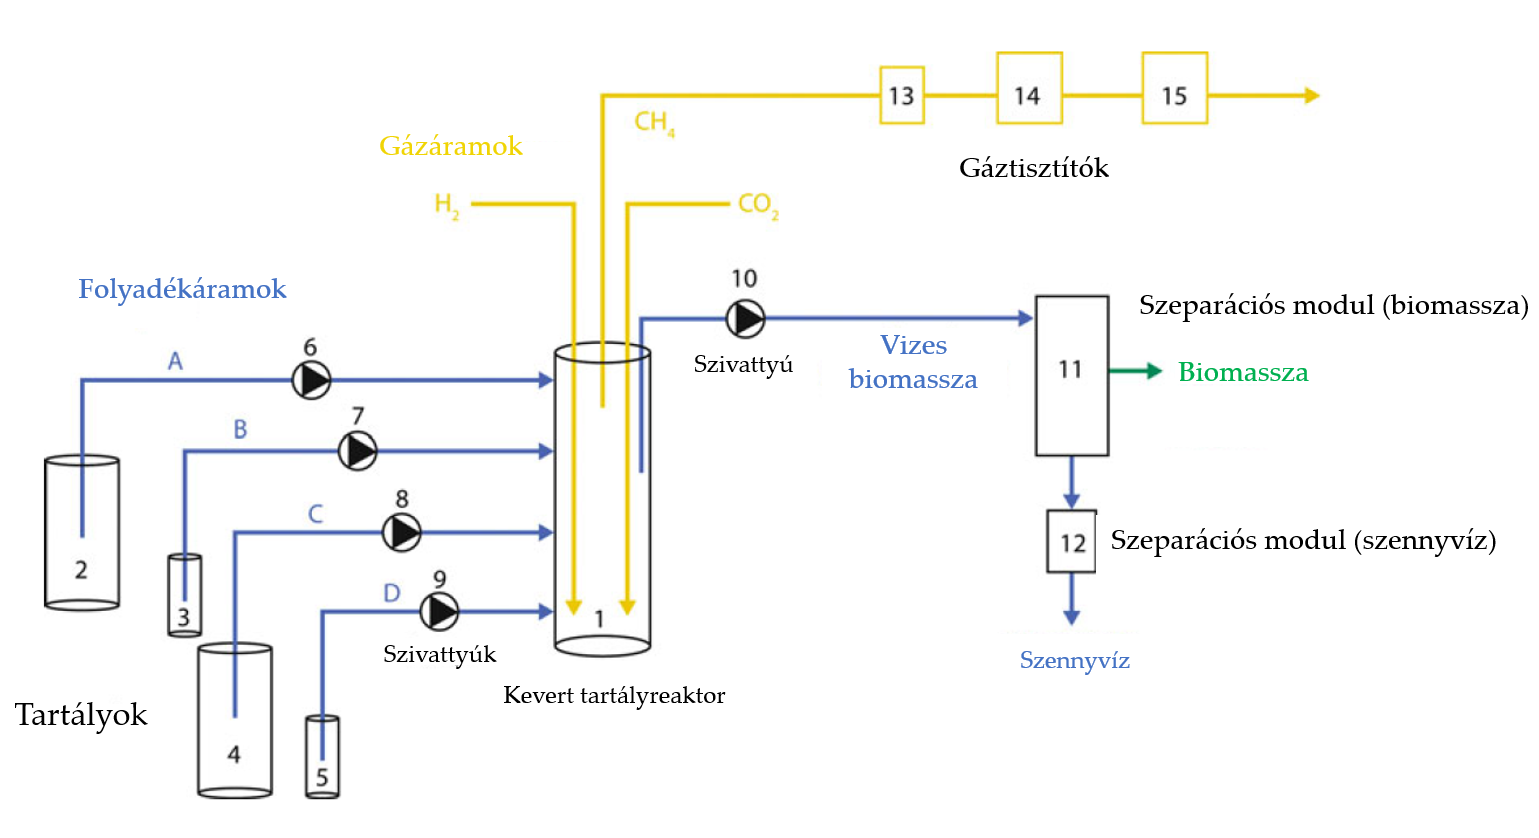 13
14
15
CH₄
Gázáramok
Gáztisztítók
H₂
CO₂
10
Folyadékáramok
Szeparációs modul (biomassza)
6
A
Szivattyú
Vizes
biomassza
11
Biomassza
7
B
8
C
12
Szeparációs modul (szennyvíz)
2
9
D
3
1
Szivattyúk
Szennyvíz
Kevert tartályreaktor
Tartályok
4
5